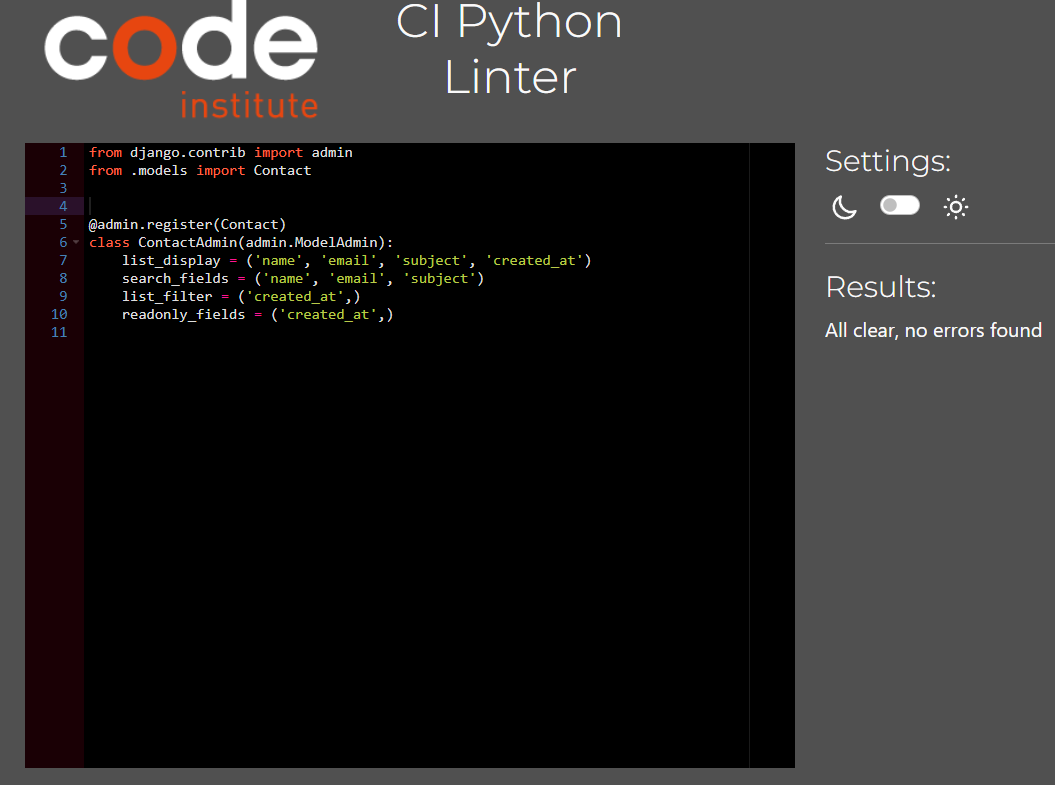 code
institute
CI Python
Linter
1 from django.contrib import admin
2 from .models import Contact
3
4
5 @admin.register(Contact)
6 class ContactAdmin(admin.ModelAdmin):
7     list_display = ('name', 'email', 'subject', 'created_at')
8     search_fields = ('name', 'email', 'subject')
9     list_filter = ('created_at',)
10     readonly_fields = ('created_at',)
11
Settings:
Results:
All clear, no errors found